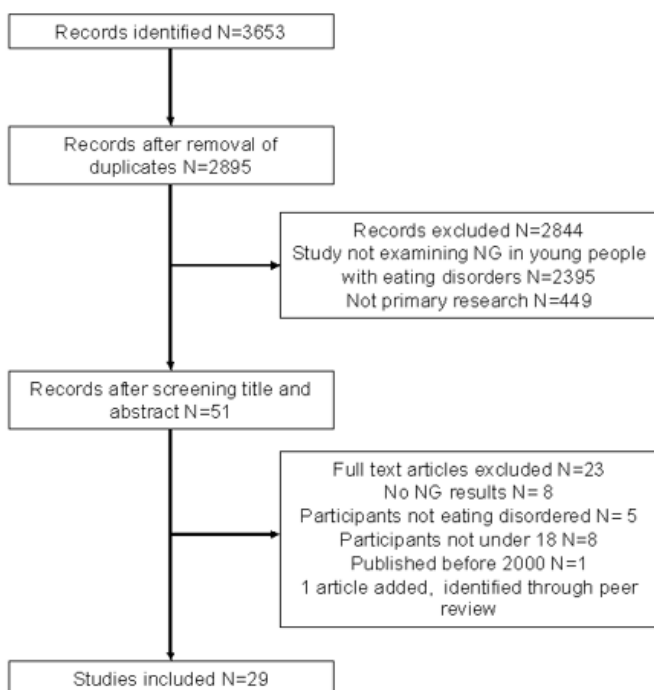 Records identified N=3653
Records after removal of
duplicates N=2895
Records excluded N=2844
Study not examining NG in young people
with eating disorders N=2395
Not primary research N=449
Records after screening title and
abstract N=51
Full text articles excluded N=23
No NG results N= 8
Participants not eating disordered N= 5
Participants not under 18 N=8
Published before 2000 N=1
1 article added, identified through peer
review
Studies included N=29